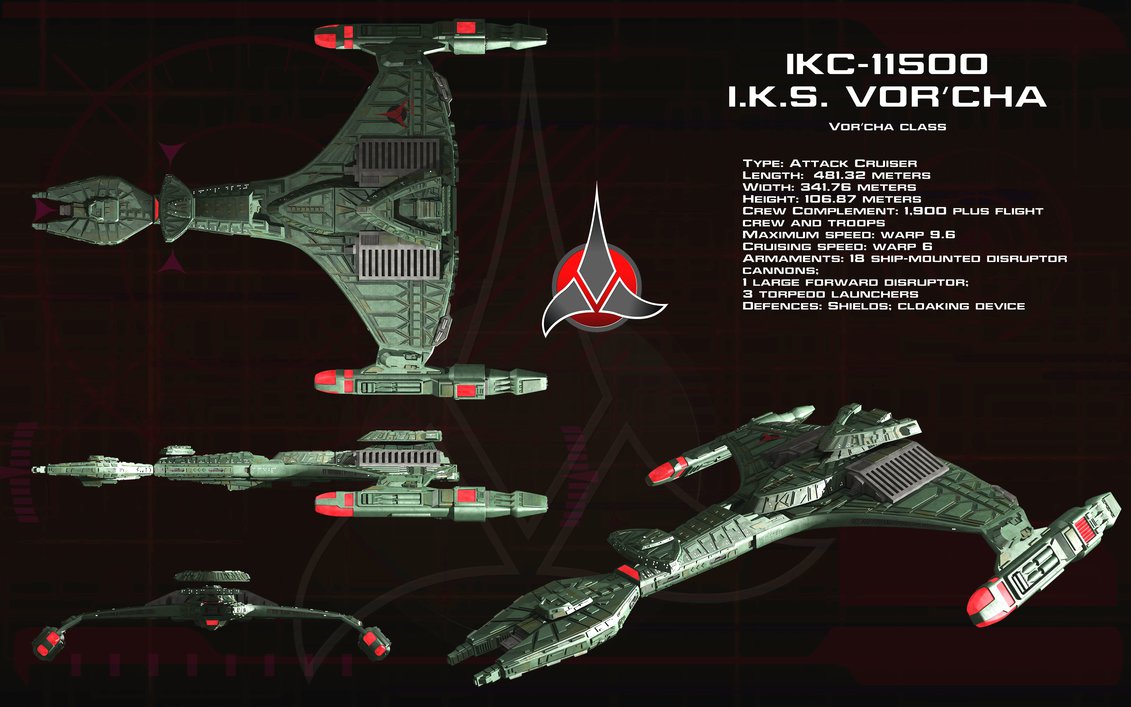 IKC-11500
I.K.S. VOR'CHA
VOR'CHA CLASS
TYPE: ATTACK CRUISER
LENGTH: 481.32 METERS
WIDTH: 341.76 METERS
HEIGHT: 106.87 METERS
CREW COMPLEMENT: 1,900 PLUS FLIGHT
CREW AND TROOPS
MAXIMUM SPEED: WARP 9.6
CRUISING SPEED: WARP 6
ARMAMENTS: 18 SHIP-MOUNTED DISRUPTOR
CANNONS;
1 LARGE FORWARD DISRUPTOR;
3 TORPEDO LAUNCHERS
DEFENCES: SHIELDS; CLOAKING DEVICE